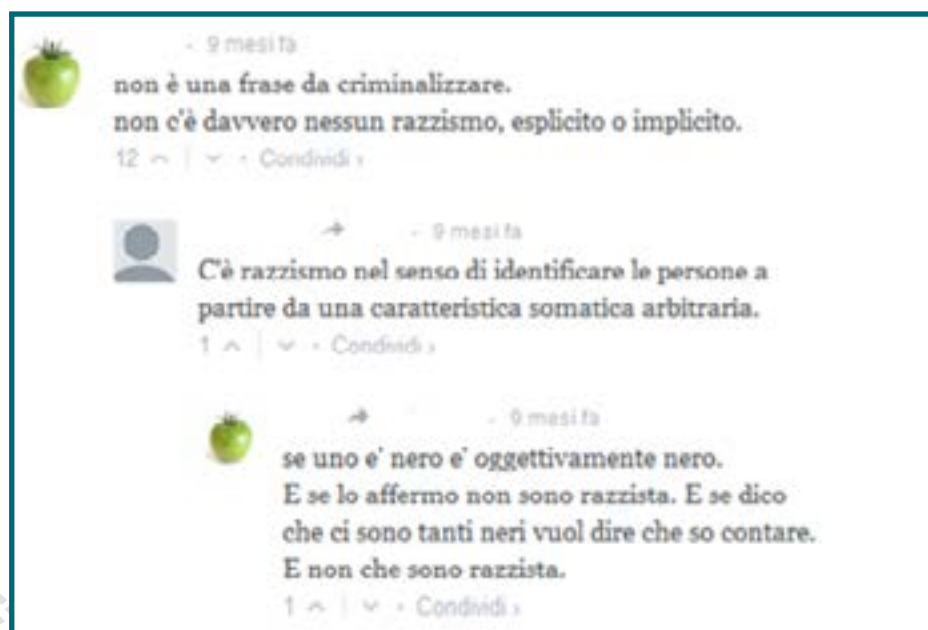 - 9 mesi fa
non è una frase da criminalizzare.
non c'è davvero nessun razzismo, esplicito o implicito.
12 | • Condividi ›
- 9 mesi fa
C'è razzismo nel senso di identificare le persone a
partire da una caratteristica somatica arbitraria.
1 | • Condividi ›
- 9 mesi fa
se uno e' nero e' oggettivamente nero.
E se lo affermo non sono razzista. E se dico
che ci sono tanti neri vuol dire che so contare.
E non che sono razzista.
1 | • Condividi ›